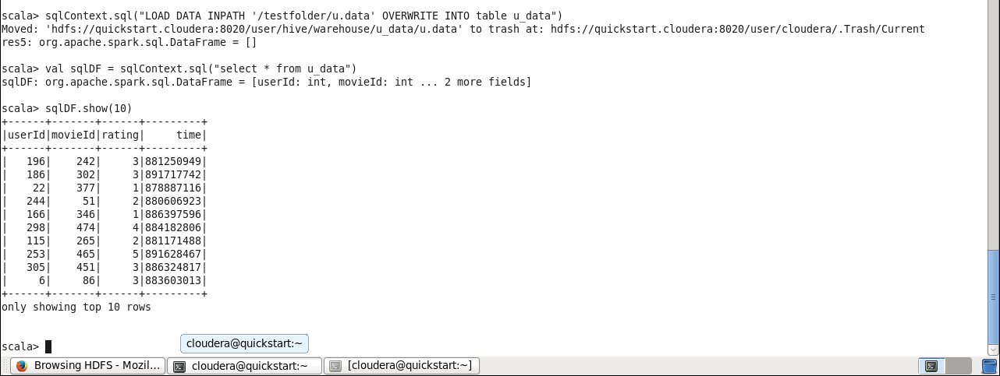 scala> sqlContext.sql("LOAD DATA INPATH '/testfolder/u.data' OVERWRITE INTO table u_data")
Moved: 'hdfs://quickstart.cloudera:8020/user/hive/warehouse/u_data/u.data' to trash at: hdfs://quickstart.cloudera:8020/user/cloudera/.Trash/Current
res5: org.apache.spark.sql.DataFrame = []
scala> val sqlDF = sqlContext.sql("select * from u_data")
sqlDF: org.apache.spark.sql.DataFrame = [userId: int, movieId: int ... 2 more fields]
scala> sqlDF.show(10)
+------+-------+------+---------+
|userId|movieId|rating|     time|
+------+-------+------+---------+
|   196|    242|     3|881250949|
|   186|    302|     3|891717742|
|    22|    377|     1|878887116|
|   244|     51|     2|880606923|
|   166|    346|     1|886397596|
|   298|    474|     4|884182806|
|   115|    265|     2|881171488|
|   253|    465|     5|891628467|
|   305|    451|     3|886324817|
|     6|     86|     3|883603013|
+------+-------+------+---------+
only showing top 10 rows
scala>
cloudera@quickstart:~
Browsing HDFS - Mozil... cloudera@quickstart:~ [cloudera@quickstart:~]